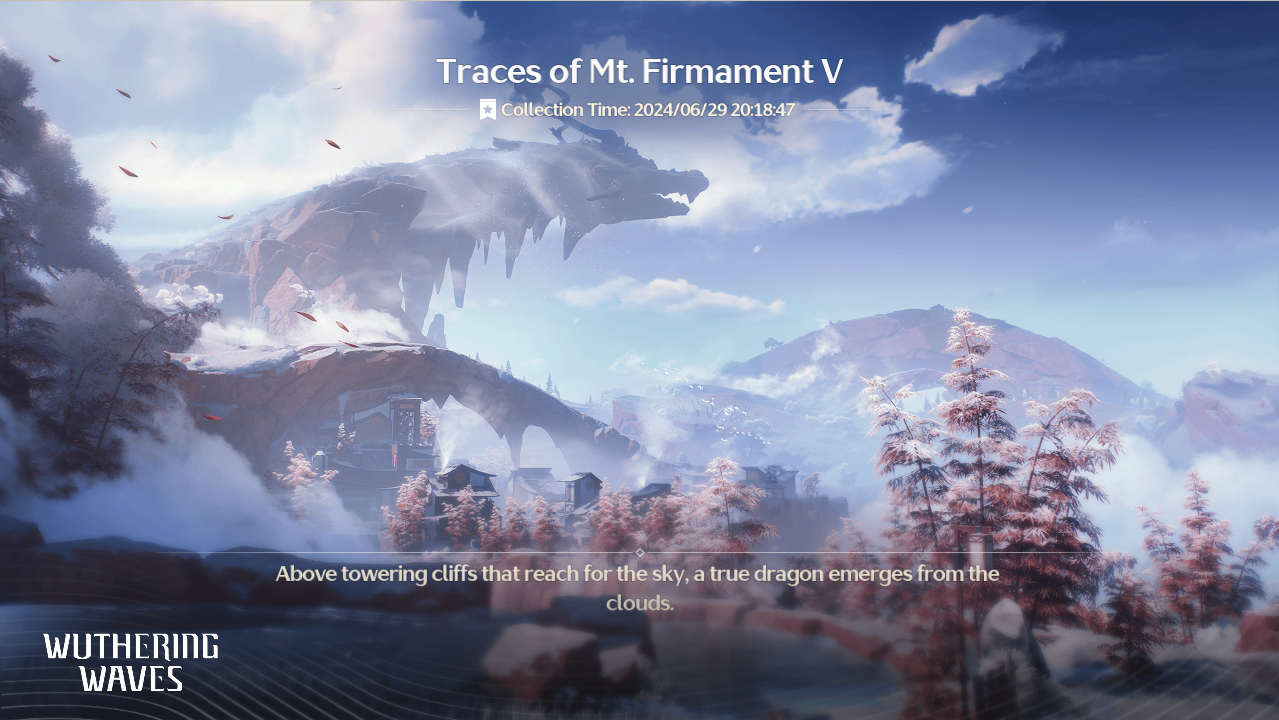 Traces of Mt. Firmament V
Collection Time: 2024/06/29 20:18:47
Above towering cliffs that reach for the sky, a true dragon emerges from the
clouds.
WUTHERING
WAVES